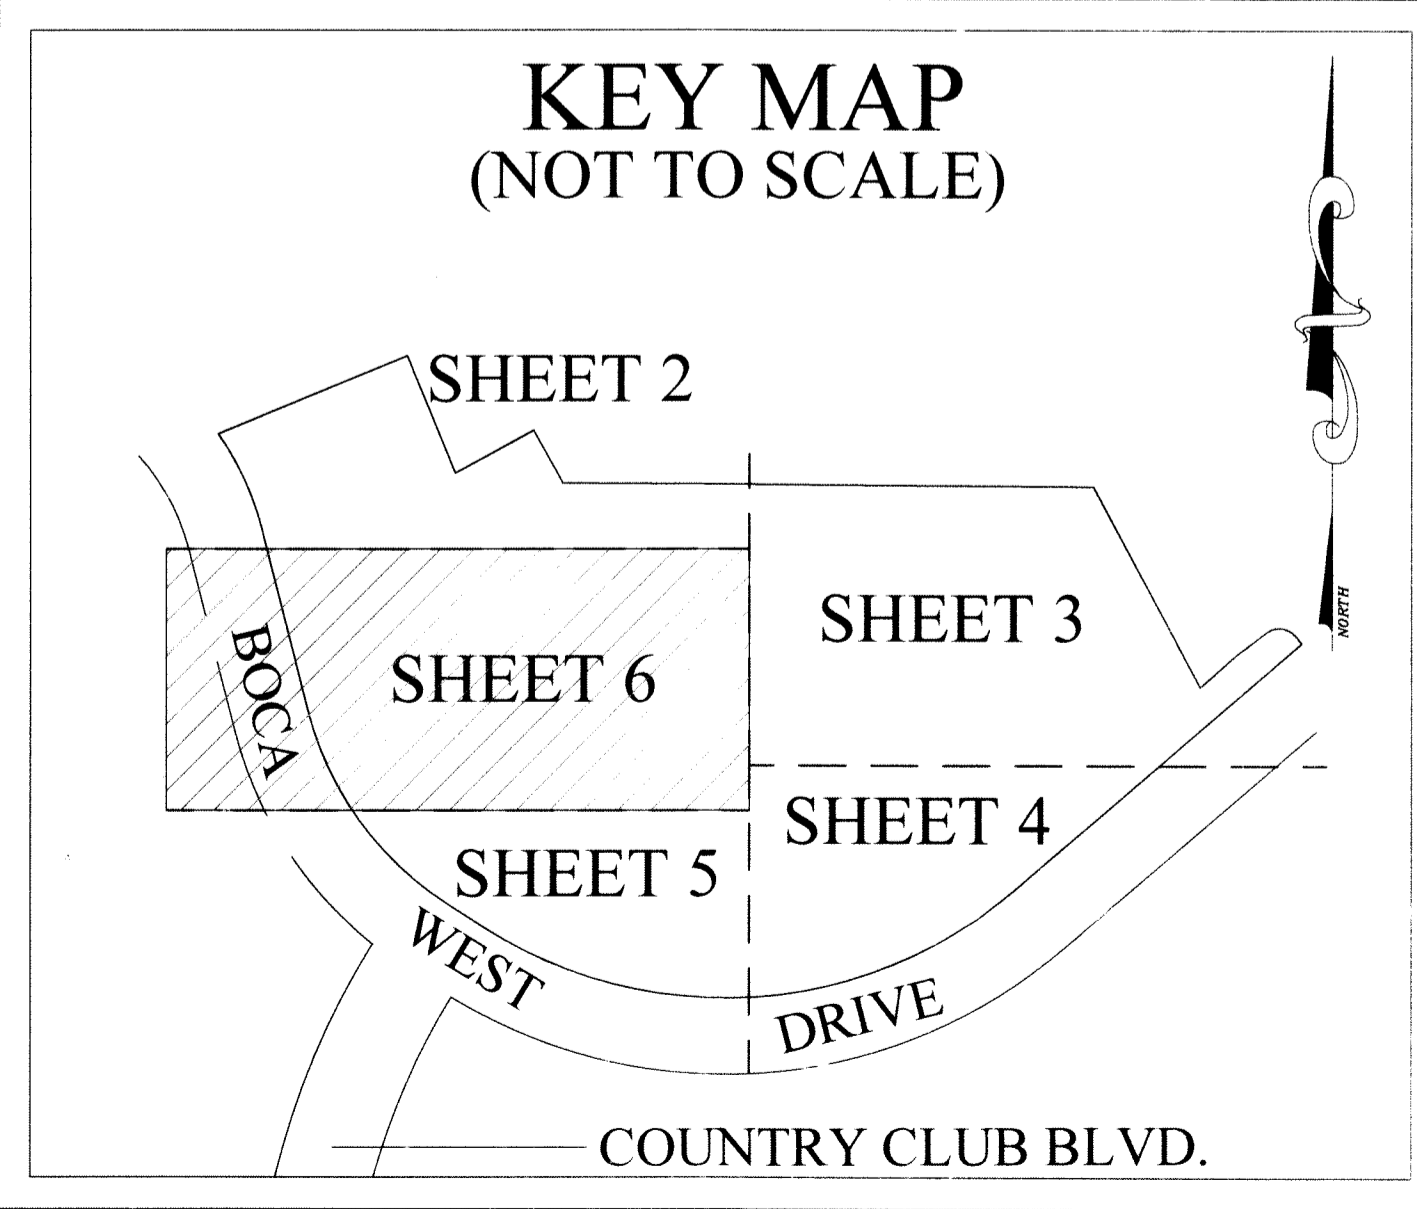 KEY MAP
(NOT TO SCALE)
SHEET 2
NORTH
SHEET 3
BOCA
SHEET 6
SHEET 4
SHEET 5
WEST
DRIVE
COUNTRY CLUB BLVD.